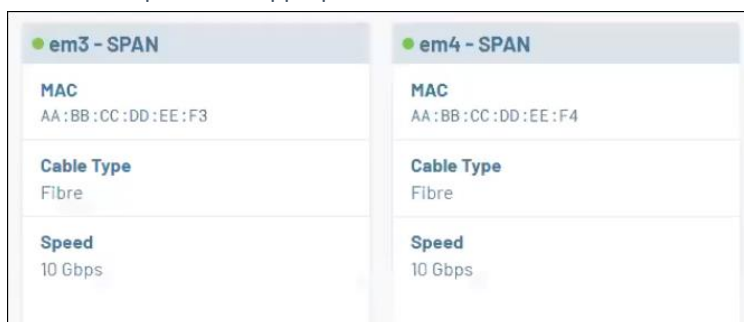 em3 - SPAN
MAC
AA:BB:CC:DD:EE:F3
Cable Type
Fibre
Speed
10 Gbps
em4 - SPAN
MAC
AA:BB:CC:DD:EE:F4
Cable Type
Fibre
Speed
10 Gbps